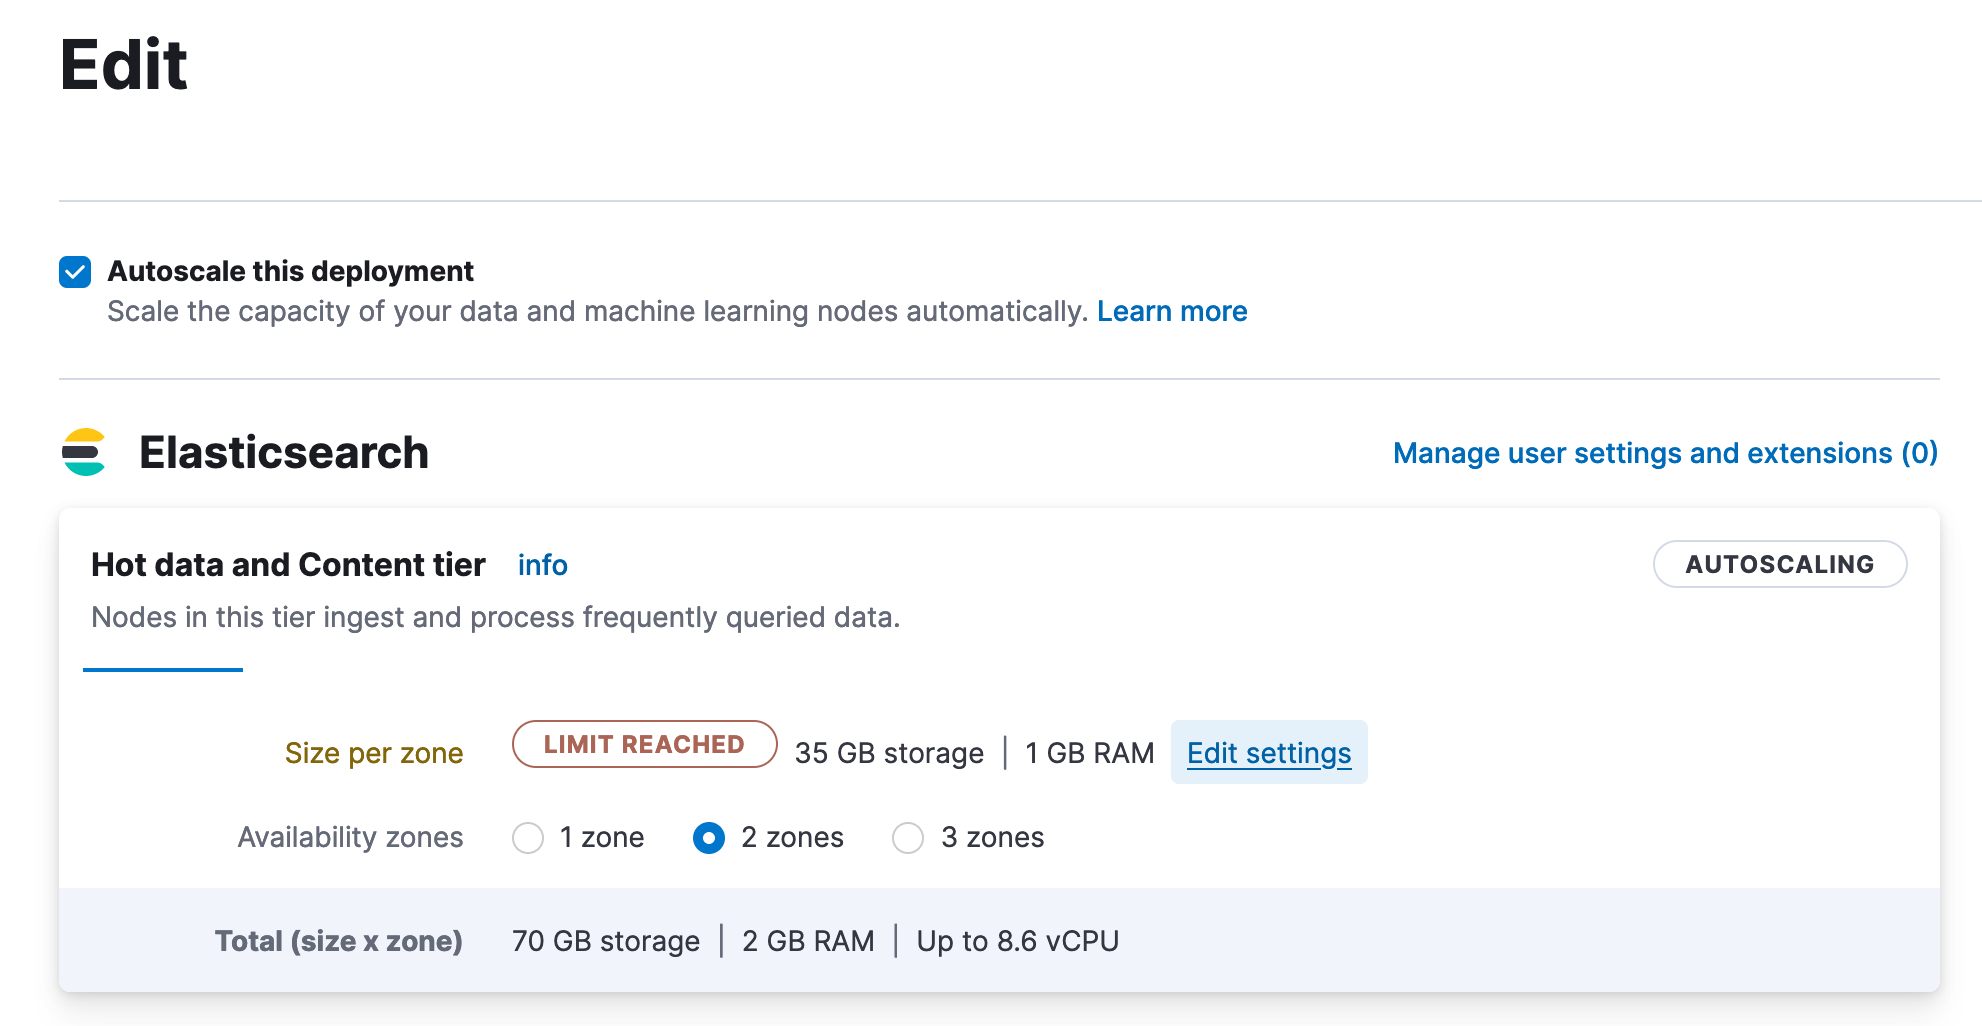 Edit
Autoscale this deployment
Scale the capacity of your data and machine learning nodes automatically. Learn more
Elasticsearch
Manage user settings and extensions (0)
Hot data and Content tier info
AUTOSCALING
Nodes in this tier ingest and process frequently queried data.
Size per zone LIMIT REACHED 35 GB storage | 1 GB RAM Edit settings
Availability zones 1 zone 2 zones 3 zones
Total (size x zone) 70 GB storage | 2 GB RAM | Up to 8.6 vCPU